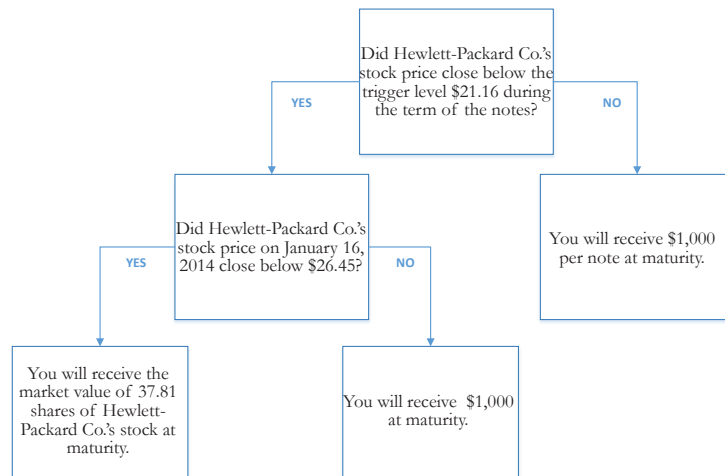 Did Hewlett-Packard Co.'s
stock price close below the
trigger level $21.16 during
the term of the notes?
YES
NO
Did Hewlett-Packard Co.'s
stock price on January 16,
2014 close below $26.45?
You will receive $1,000
per note at maturity.
YES
NO
You will receive the
market value of 37.81
shares of Hewlett-
Packard Co.'s stock at
maturity.
You will receive $1,000
at maturity.